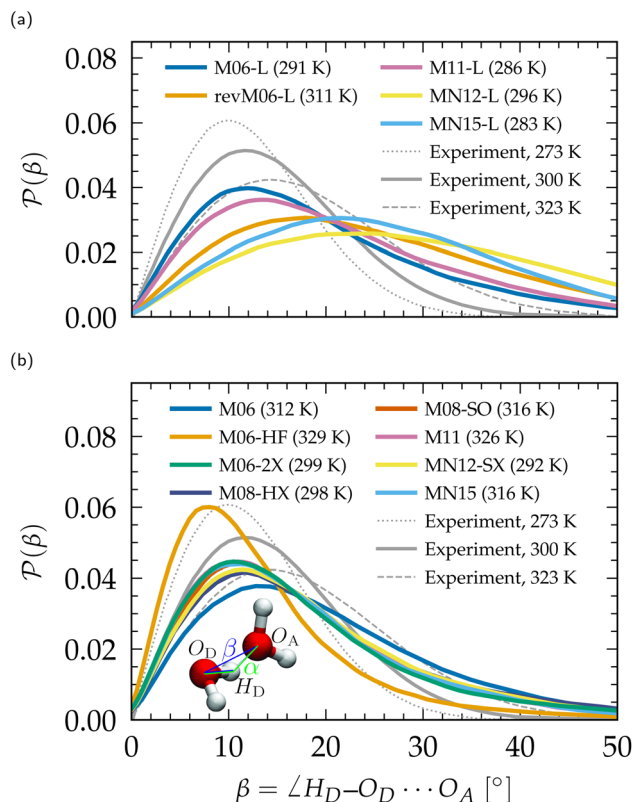 (a)
0.08
0.06
0.04
0.02
0.00
P(β)
M06-L (291 K)
revM06-L (311 K)
M11-L (286 K)
MN12-L (296 K)
MN15-L (283 K)
Experiment, 273 K
Experiment, 300 K
Experiment, 323 K
(b)
0.08
0.06
0.04
0.02
0.00
P(β)
M06 (312 K)
M06-HF (329 K)
M06-2X (299 K)
M08-HX (298 K)
M08-SO (316 K)
M11 (326 K)
MN12-SX (292 K)
MN15 (316 K)
Experiment, 273 K
Experiment, 300 K
Experiment, 323 K
O_D β O_A
α
H_D
0 10 20 30 40 50
β = ∠H_D–O_D ··· O_A [°]